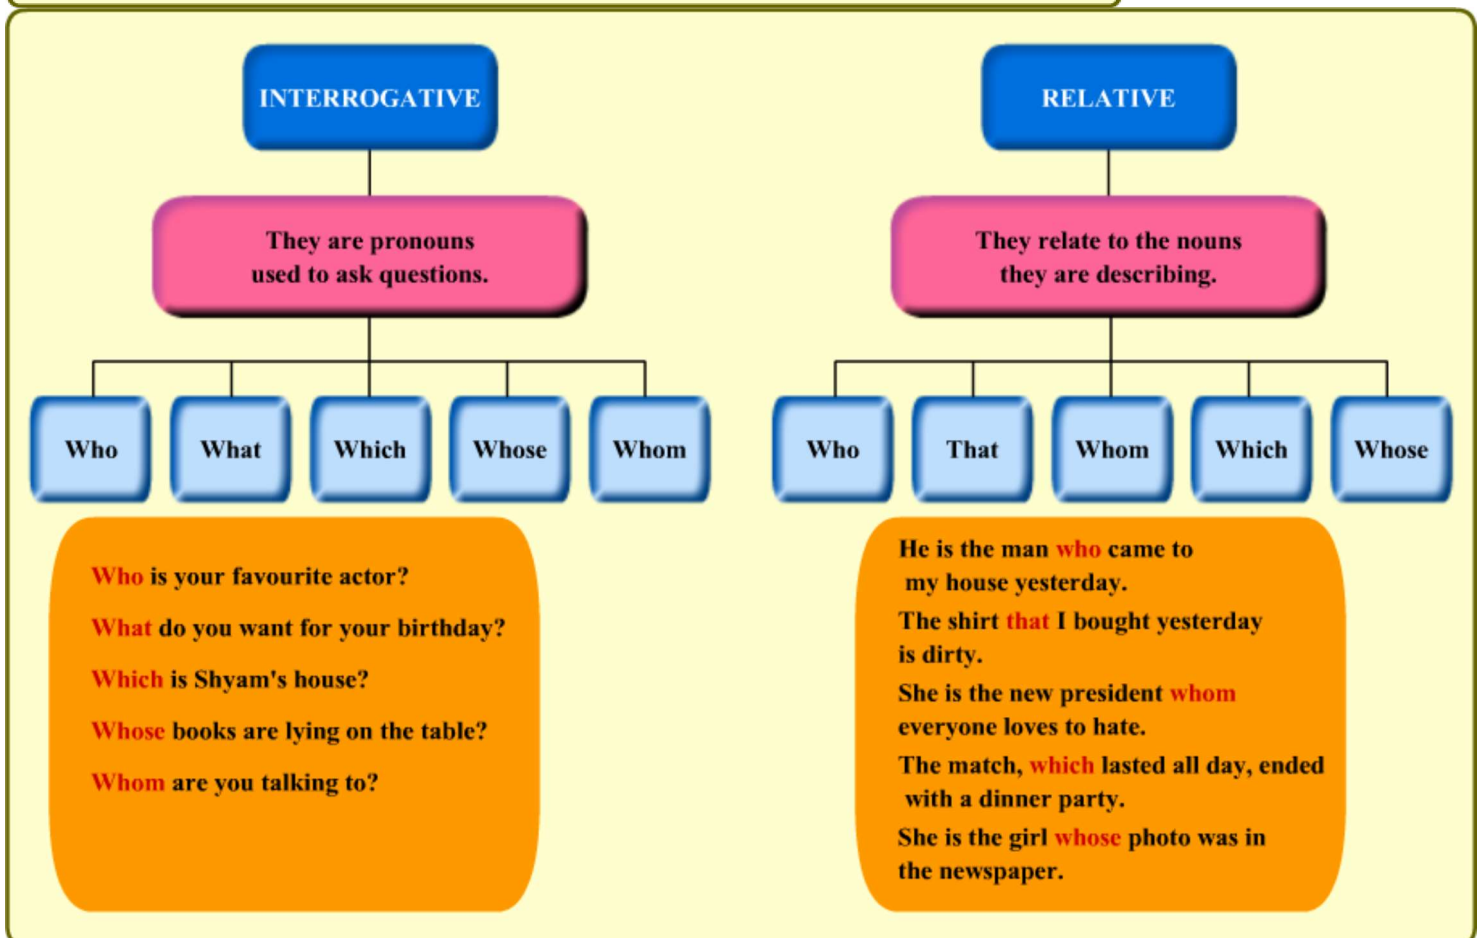 INTERROGATIVE
They are pronouns
used to ask questions.
Who
What
Which
Whose
Whom
Who is your favourite actor?
What do you want for your birthday?
Which is Shyam's house?
Whose books are lying on the table?
Whom are you talking to?
RELATIVE
They relate to the nouns
they are describing.
Who
That
Whom
Which
Whose
He is the man who came to
my house yesterday.
The shirt that I bought yesterday
is dirty.
She is the new president whom
everyone loves to hate.
The match, which lasted all day, ended
with a dinner party.
She is the girl whose photo was in
the newspaper.